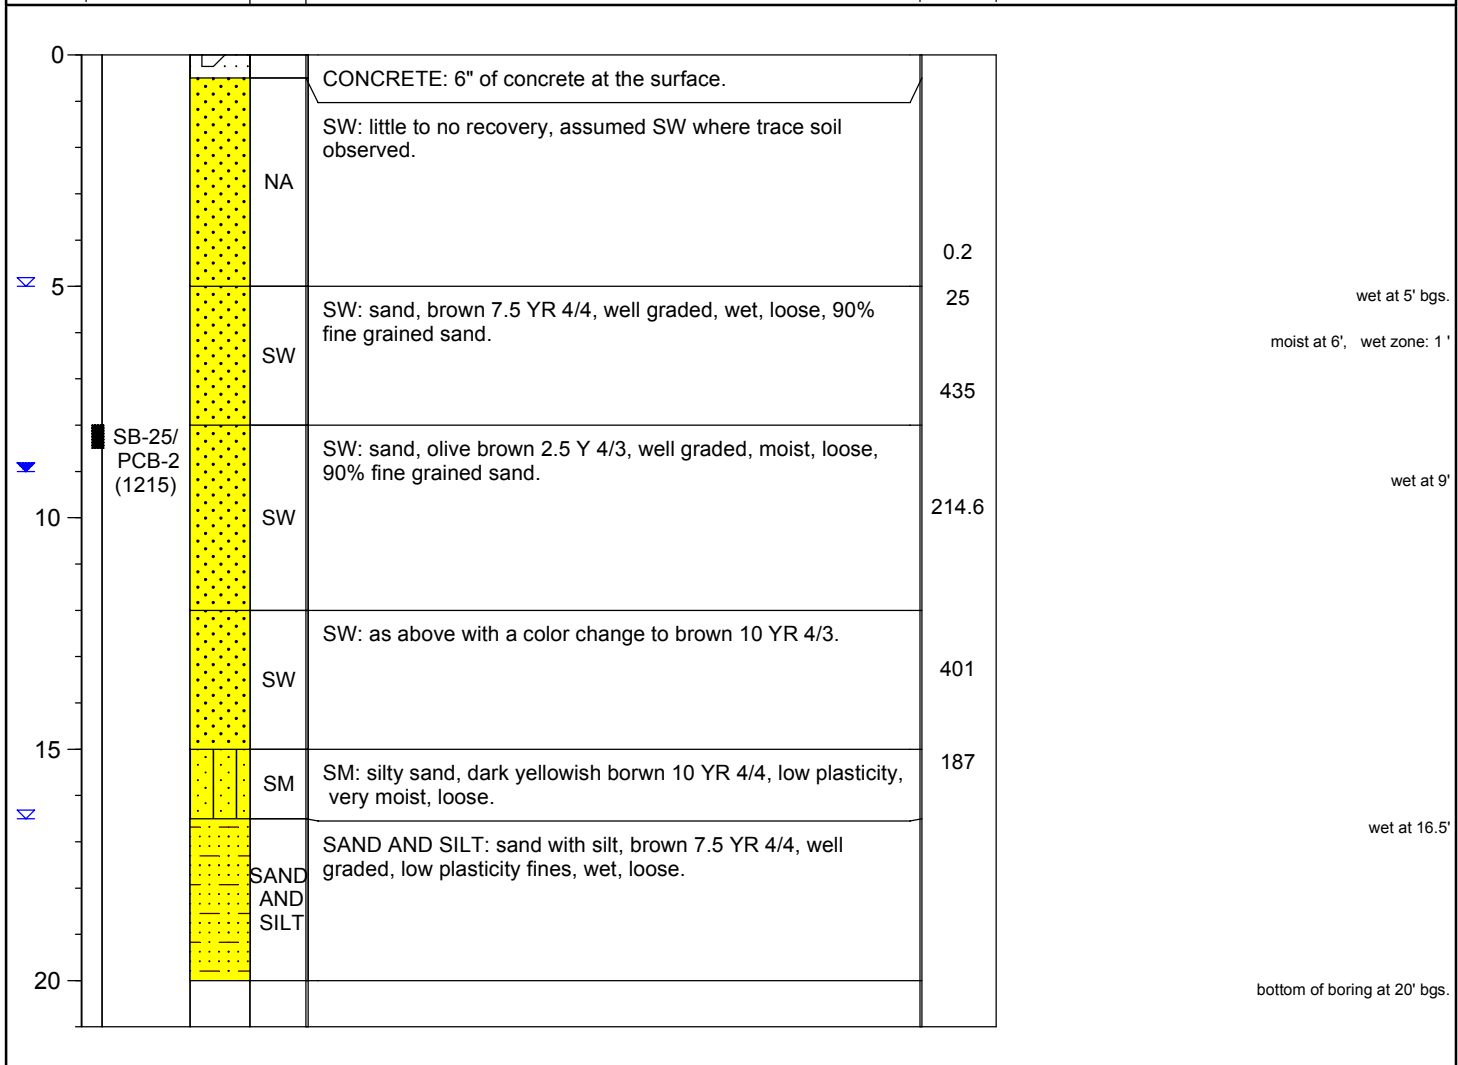 0
CONCRETE: 6" of concrete at the surface.
SW: little to no recovery, assumed SW where trace soil
observed.
NA
0.2
5
25
wet at 5' bgs.
SW: sand, brown 7.5 YR 4/4, well graded, wet, loose, 90%
fine grained sand.
moist at 6', wet zone: 1 '
SW
435
SB-25/
PCB-2
(1215)
SW: sand, olive brown 2.5 Y 4/3, well graded, moist, loose,
90% fine grained sand.
wet at 9'
10
SW
214.6
SW: as above with a color change to brown 10 YR 4/3.
SW
401
15
187
SM: silty sand, dark yellowish borwn 10 YR 4/4, low plasticity,
very moist, loose.
SM
wet at 16.5'
SAND AND SILT: sand with silt, brown 7.5 YR 4/4, well
graded, low plasticity fines, wet, loose.
SAND
AND
SILT
20
bottom of boring at 20' bgs.